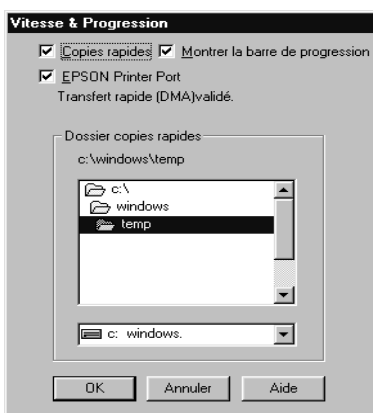 Vitesse & Progression
Copies rapides Montrer la barre de progression
EPSON Printer Port
Transfert rapide (DMA)validé.
Dossier copies rapides
c:\windows\temp
c:\
windows
temp
c: windows.
OK Annuler Aide